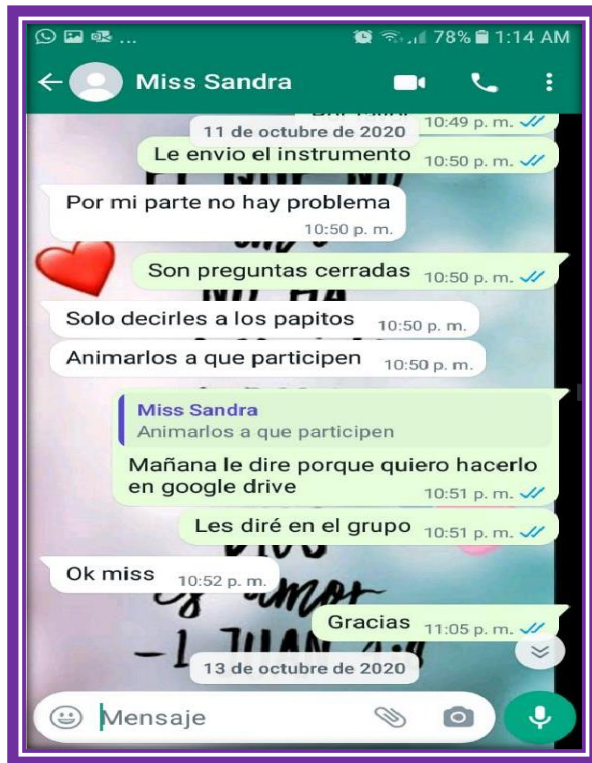 ... 78% 1:14 AM
Miss Sandra
10:49 p. m.
11 de octubre de 2020
Le envio el instrumento 10:50 p. m.
Por mi parte no hay problema
10:50 p. m.
Son preguntas cerradas 10:50 p. m.
Solo decirles a los papitos 10:50 p. m.
Animarlos a que participen 10:50 p. m.
Miss Sandra
Animarlos a que participen
Mañana le dire porque quiero hacerlo
en google drive 10:51 p. m.
Les diré en el grupo 10:51 p. m.
Ok miss 10:52 p. m.
es amor
Gracias 11:05 p. m.
13 de octubre de 2020
Mensaje